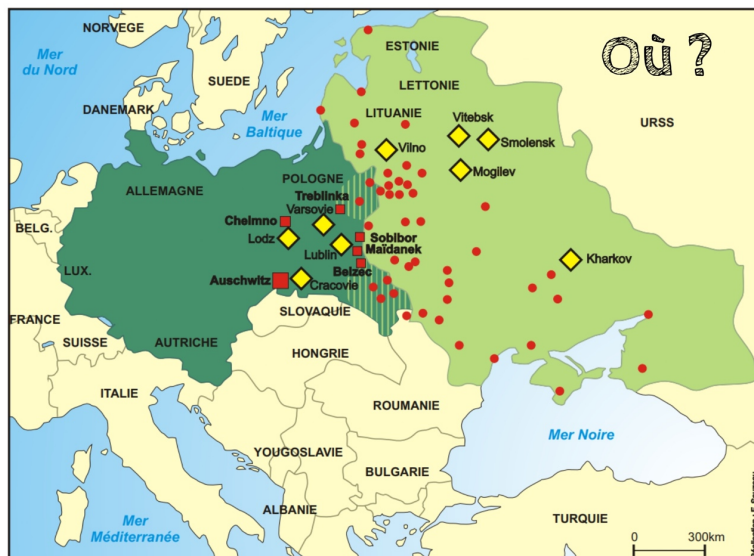 Où ?
NORVEGE
Mer
du Nord
SUEDE
ESTONIE
LETTONIE
DANEMARK
Mer
Baltique
LITUANIE
Vitebsk
Smolensk
URSS
Vilno
Mogilev
ALLEMAGNE
POLOGNE
Treblinka
Varsovie
BELG.
Chelmno
Lodz
Sobibor
Maïdanek
Lublin
Belzec
Kharkov
LUX.
Auschwitz
Cracovie
SLOVAQUIE
FRANCE
SUISSE
AUTRICHE
HONGRIE
ITALIE
ROUMANIE
Mer Noire
YOUGOSLAVIE
BULGARIE
ALBANIE
Mer
Méditerranée
TURQUIE
0 300km